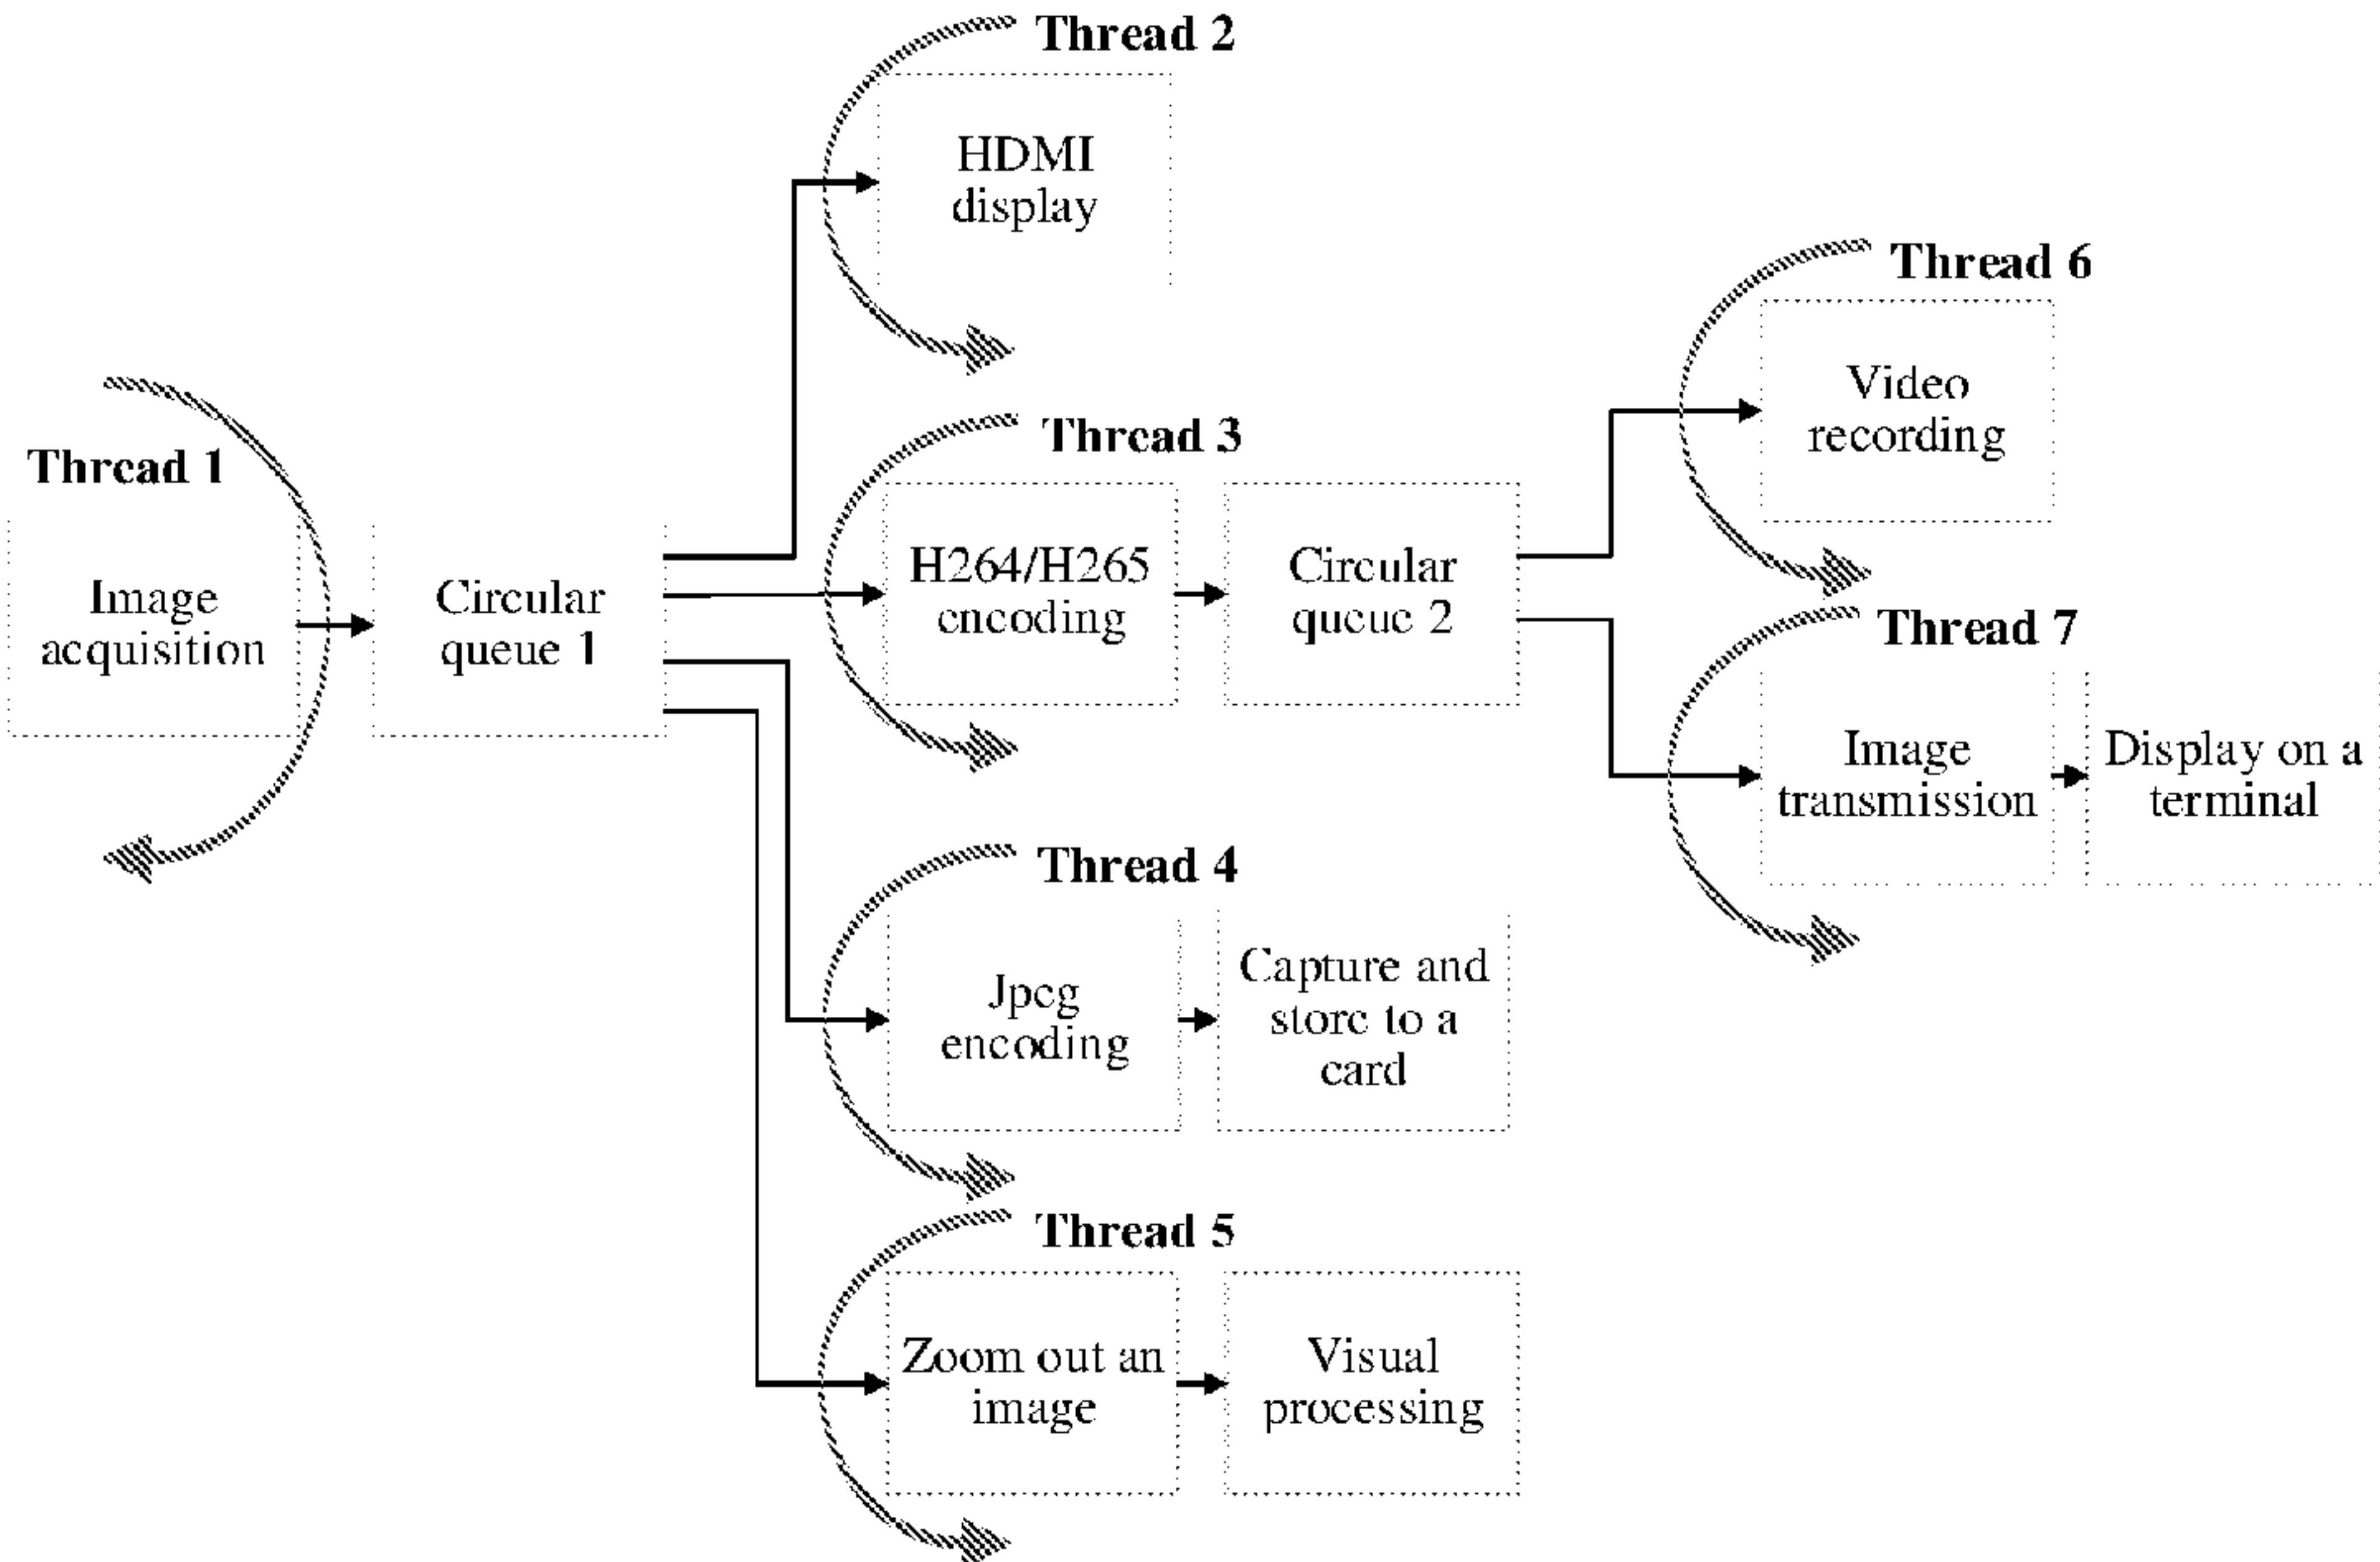 Thread 1
Image
acquisition
Circular
queue 1
Thread 2
HDMI
display
Thread 3
H264/H265
encoding
Circular
queue 2
Thread 4
Jpeg
encoding
Capture and
store to a
card
Thread 5
Zoom out an
image
Visual
processing
Thread 6
Video
recording
Thread 7
Image
transmission
Display on a
terminal